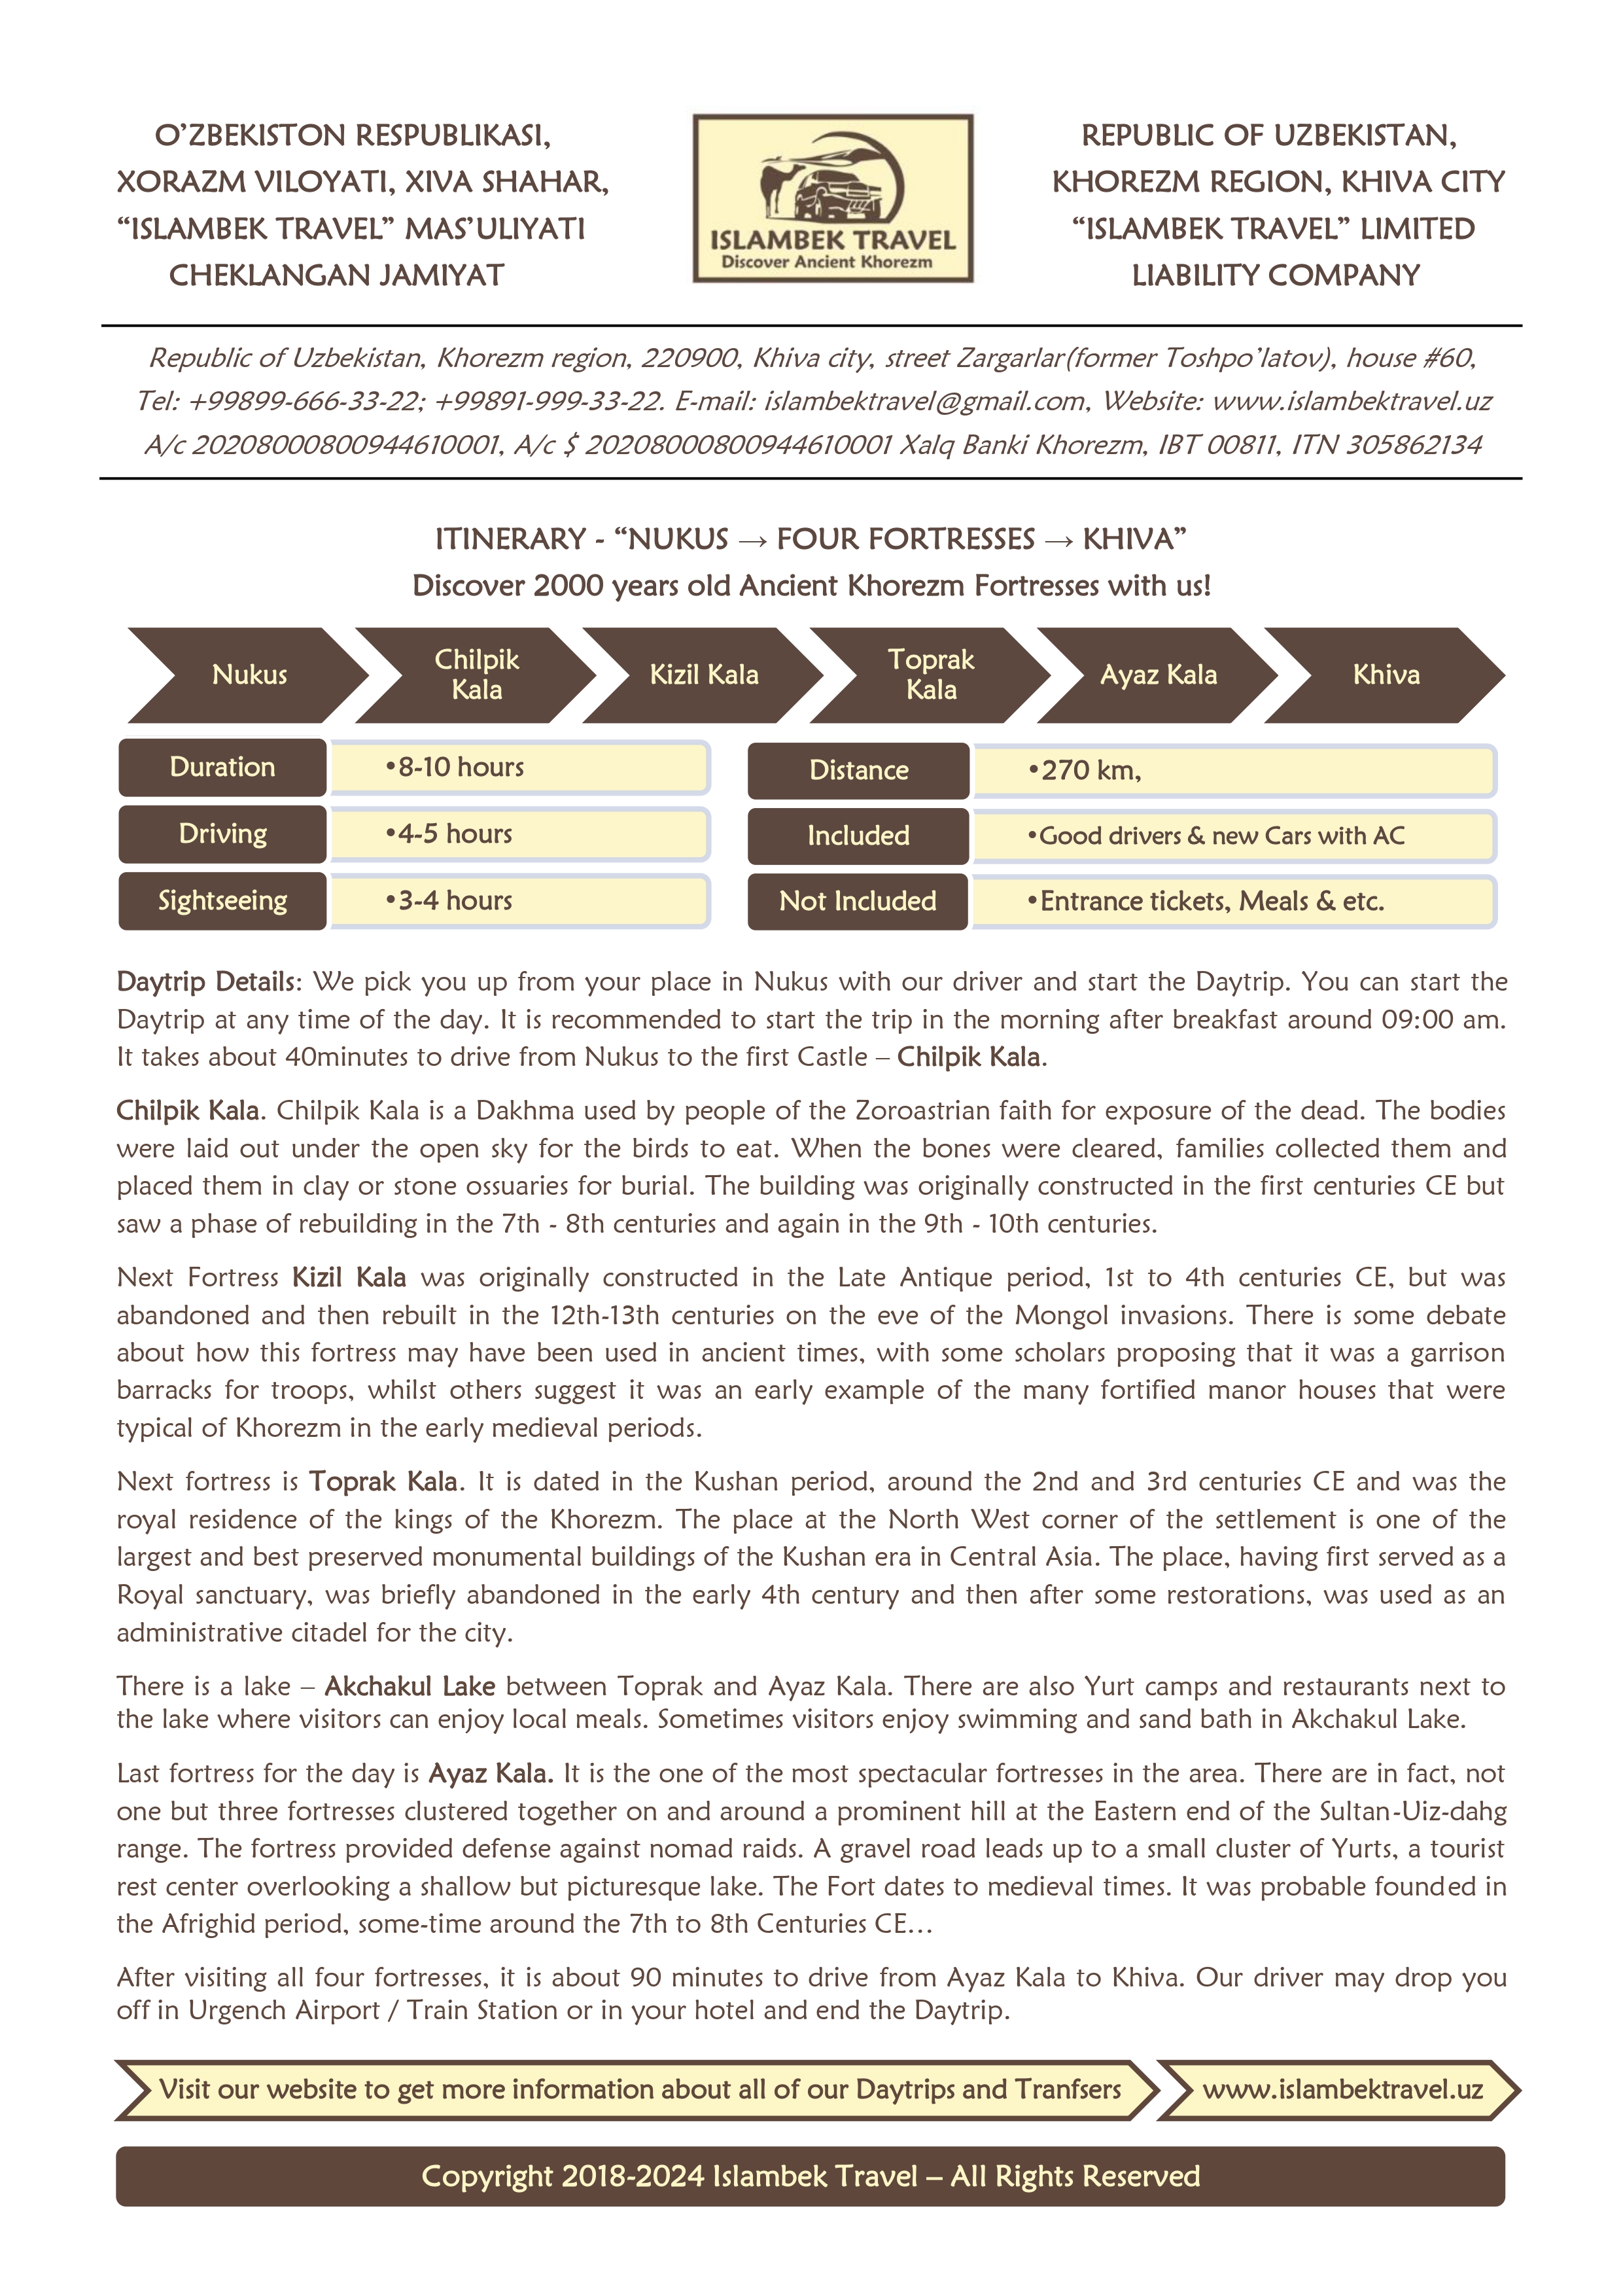 O’ZBEKISTON RESPUBLIKASI,
XORAZM VILOYATI, XIVA SHAHAR,
“ISLAMBEK TRAVEL” MAS’ULIYATI
CHEKLANGAN JAMIYAT
ISLAMBEK TRAVEL
Discover Ancient Khorezm
REPUBLIC OF UZBEKISTAN,
KHOREZM REGION, KHIVA CITY
“ISLAMBEK TRAVEL” LIMITED
LIABILITY COMPANY
Republic of Uzbekistan, Khorezm region, 220900, Khiva city, street Zargarlar(former Toshpo’latov), house #60,
Tel: +99899-666-33-22; +99891-999-33-22. E-mail: islambektravel@gmail.com, Website: www.islambektravel.uz
A/c 20208000800944610001, A/c $ 20208000800944610001 Xalq Banki Khorezm, IBT 00811, ITN 305862134
ITINERARY - “NUKUS → FOUR FORTRESSES → KHIVA”
Discover 2000 years old Ancient Khorezm Fortresses with us!
Nukus
Chilpik
Kala
Kizil Kala
Toprak
Kala
Ayaz Kala
Khiva
Duration
•8-10 hours
Driving
•4-5 hours
Sightseeing
•3-4 hours
Distance
•270 km,
Included
•Good drivers & new Cars with AC
Not Included
•Entrance tickets, Meals & etc.
Daytrip Details: We pick you up from your place in Nukus with our driver and start the Daytrip. You can start the
Daytrip at any time of the day. It is recommended to start the trip in the morning after breakfast around 09:00 am.
It takes about 40minutes to drive from Nukus to the first Castle – Chilpik Kala.
Chilpik Kala. Chilpik Kala is a Dakhma used by people of the Zoroastrian faith for exposure of the dead. The bodies
were laid out under the open sky for the birds to eat. When the bones were cleared, families collected them and
placed them in clay or stone ossuaries for burial. The building was originally constructed in the first centuries CE but
saw a phase of rebuilding in the 7th - 8th centuries and again in the 9th - 10th centuries.
Next Fortress Kizil Kala was originally constructed in the Late Antique period, 1st to 4th centuries CE, but was
abandoned and then rebuilt in the 12th-13th centuries on the eve of the Mongol invasions. There is some debate
about how this fortress may have been used in ancient times, with some scholars proposing that it was a garrison
barracks for troops, whilst others suggest it was an early example of the many fortified manor houses that were
typical of Khorezm in the early medieval periods.
Next fortress is Toprak Kala. It is dated in the Kushan period, around the 2nd and 3rd centuries CE and was the
royal residence of the kings of the Khorezm. The place at the North West corner of the settlement is one of the
largest and best preserved monumental buildings of the Kushan era in Central Asia. The place, having first served as a
Royal sanctuary, was briefly abandoned in the early 4th century and then after some restorations, was used as an
administrative citadel for the city.
There is a lake – Akchakul Lake between Toprak and Ayaz Kala. There are also Yurt camps and restaurants next to
the lake where visitors can enjoy local meals. Sometimes visitors enjoy swimming and sand bath in Akchakul Lake.
Last fortress for the day is Ayaz Kala. It is the one of the most spectacular fortresses in the area. There are in fact, not
one but three fortresses clustered together on and around a prominent hill at the Eastern end of the Sultan-Uiz-dahg
range. The fortress provided defense against nomad raids. A gravel road leads up to a small cluster of Yurts, a tourist
rest center overlooking a shallow but picturesque lake. The Fort dates to medieval times. It was probable founded in
the Afrighid period, some-time around the 7th to 8th Centuries CE…
After visiting all four fortresses, it is about 90 minutes to drive from Ayaz Kala to Khiva. Our driver may drop you
off in Urgench Airport / Train Station or in your hotel and end the Daytrip.
Visit our website to get more information about all of our Daytrips and Tranfsers
www.islambektravel.uz
Copyright 2018-2024 Islambek Travel – All Rights Reserved